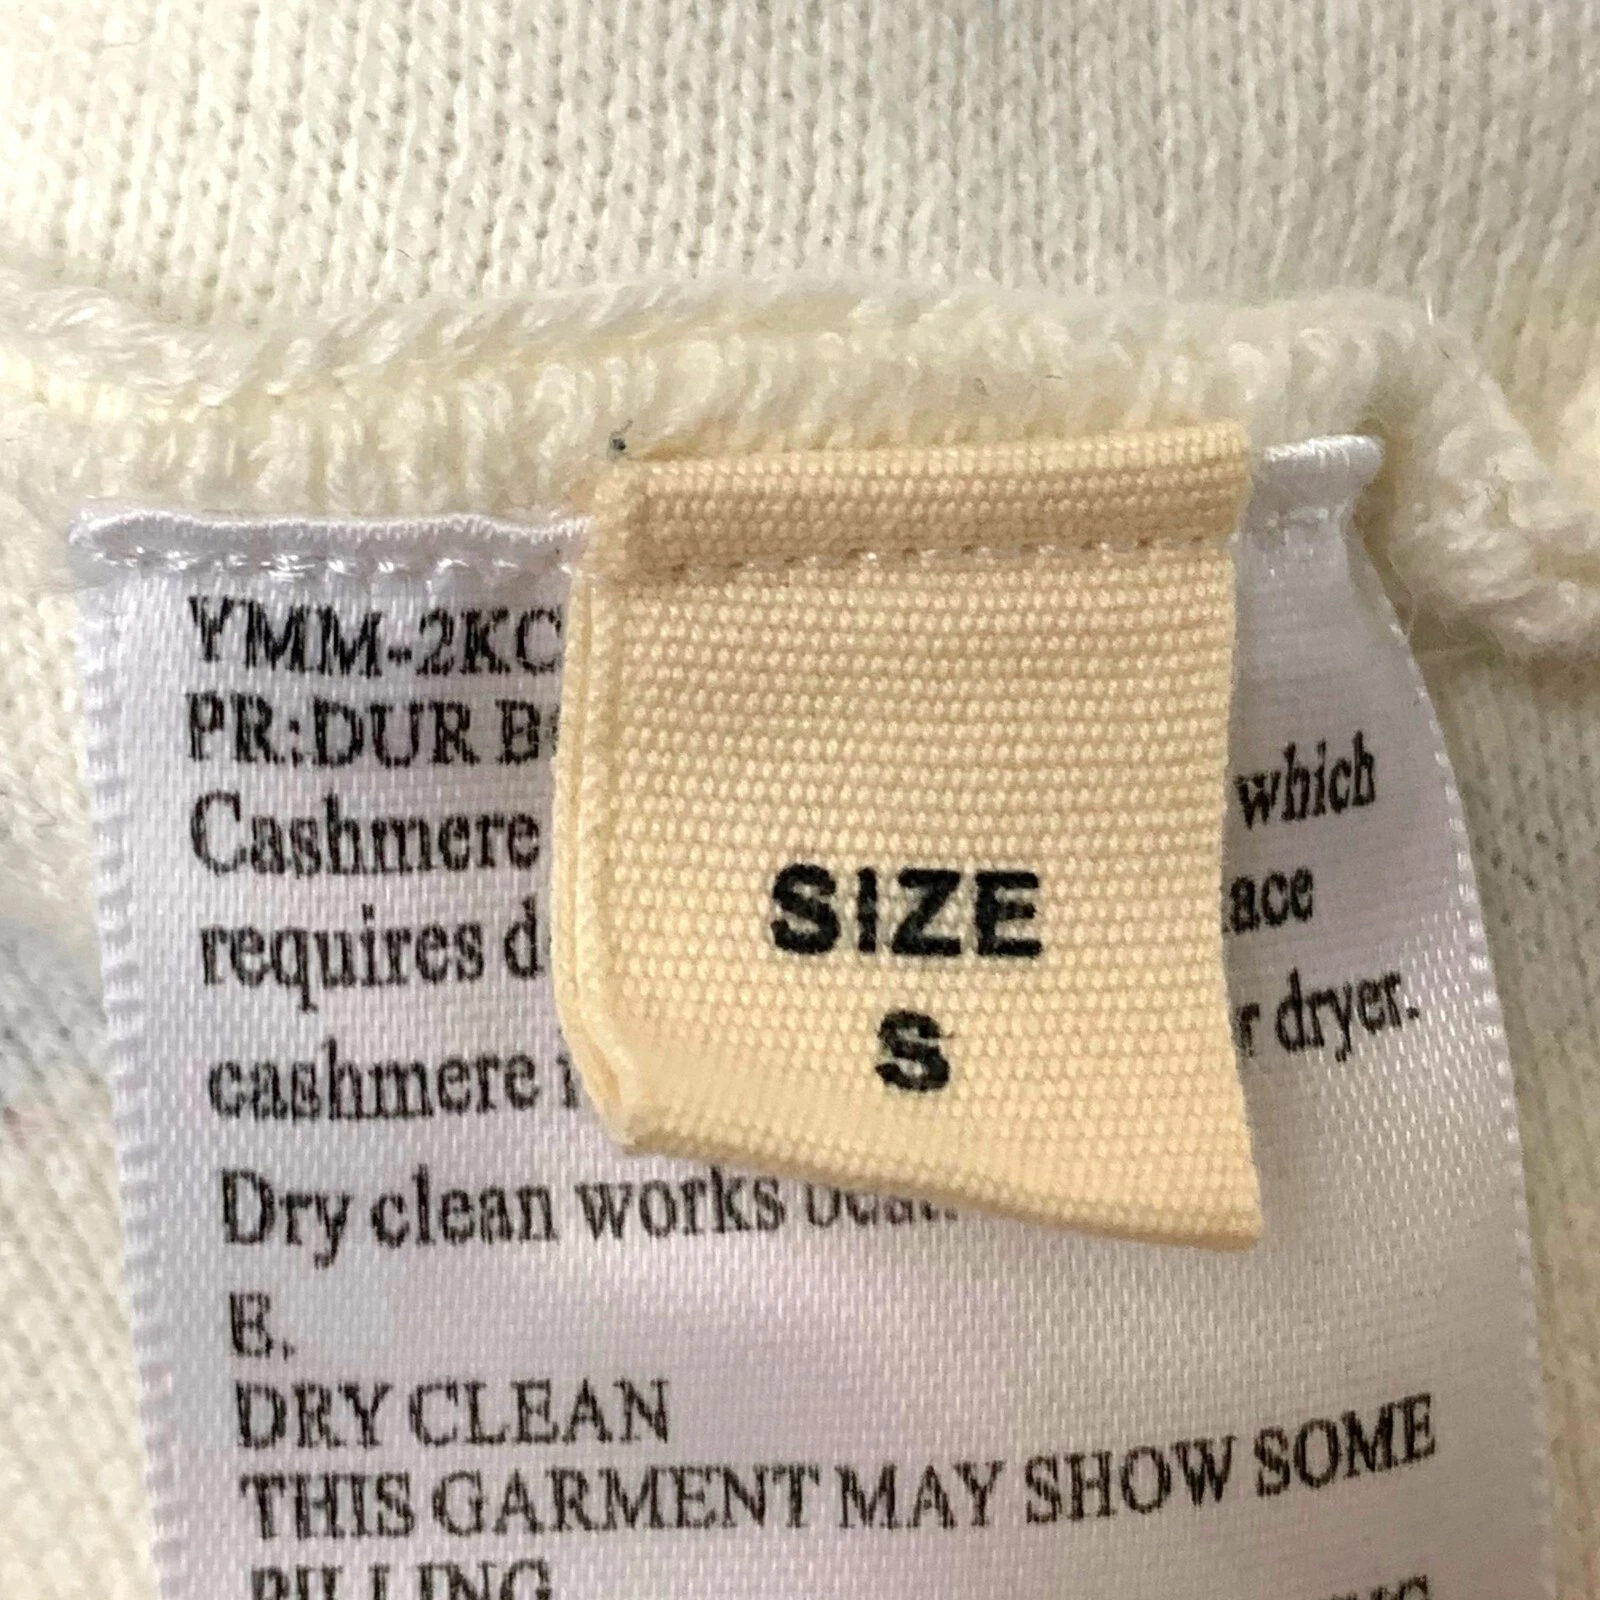 YMM-2KC
PR:DUR
Cashmere which
requires
cashmere dryer.
Dry clean works
E.
DRY CLEAN
THIS GARMENT MAY SHOW SOME
PILLING
SIZE
S